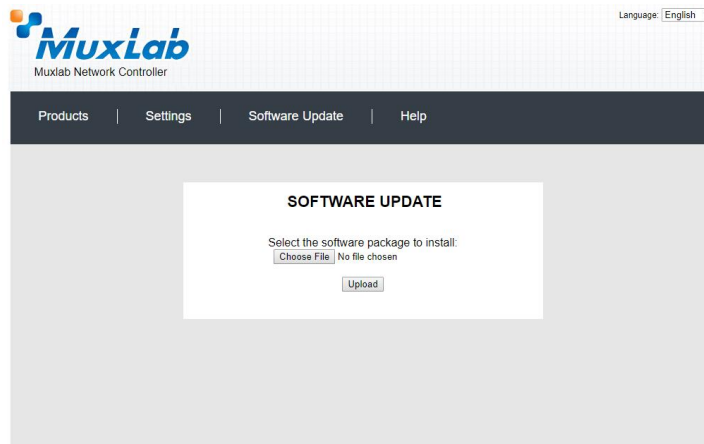 Language: English
MuxLab
Muxlab Network Controller
Products | Settings | Software Update | Help
SOFTWARE UPDATE
Select the software package to install:
Choose File No file chosen
Upload